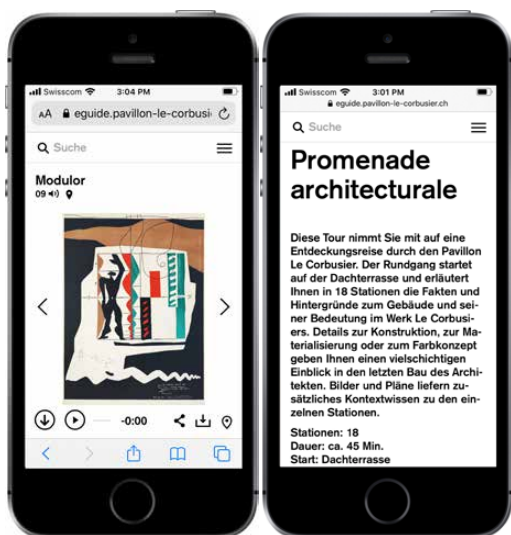 Swisscom 3:04 PM
AA eguide.pavillon-le-corbusi
Suche
Modulor
09
-0:00
Swisscom 3:01 PM
eguide.pavillon-le-corbusier.ch
Suche
Promenade
architecturale
Diese Tour nimmt Sie mit auf eine
Entdeckungsreise durch den Pavillon
Le Corbusier. Der Rundgang startet
auf der Dachterrasse und erläutert
Ihnen in 18 Stationen die Fakten und
Hintergründe zum Gebäude und sei-
ner Bedeutung im Werk Le Corbusi-
ers. Details zur Konstruktion, zur Ma-
terialisierung oder zum Farbkonzept
geben Ihnen einen vielschichtigen
Einblick in den letzten Bau des Archi-
tekten. Bilder und Pläne liefern zu-
sätzliches Kontextwissen zu den ein-
zelnen Stationen.
Stationen: 18
Dauer: ca. 45 Min.
Start: Dachterrasse